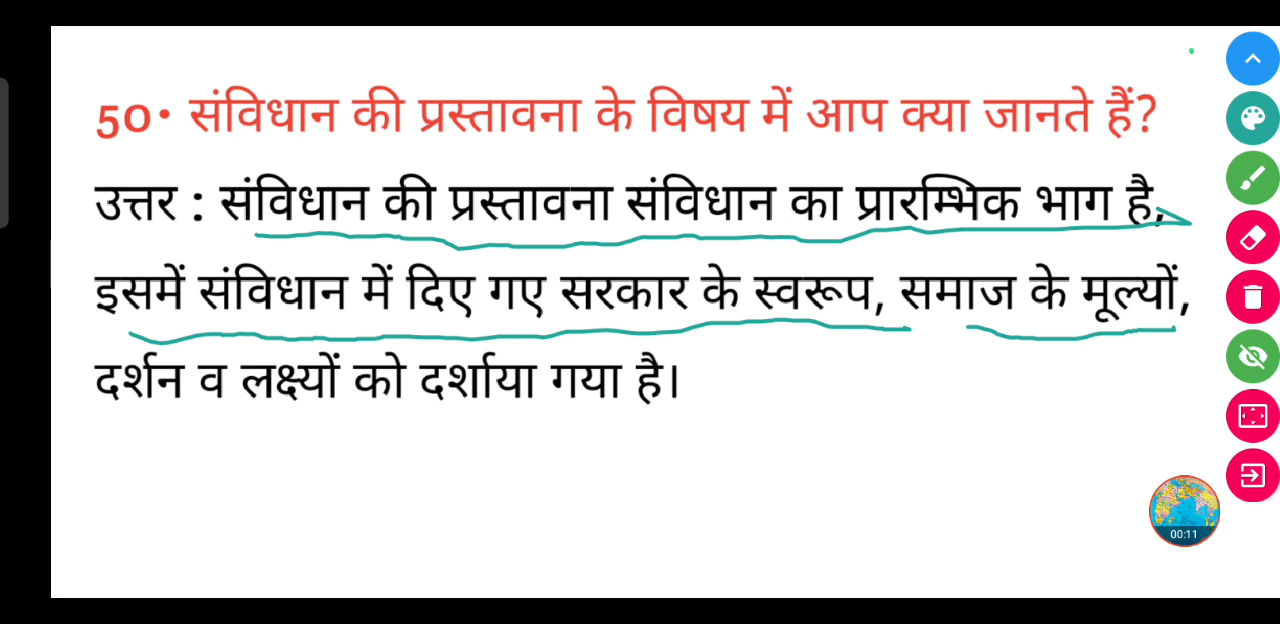 50• संविधान की प्रस्तावना के विषय में आप क्या जानते हैं?
उत्तर : संविधान की प्रस्तावना संविधान का प्रारम्भिक भाग है,
इसमें संविधान में दिए गए सरकार के स्वरूप, समाज के मूल्यों,
दर्शन व लक्ष्यों को दर्शाया गया है।
00:11